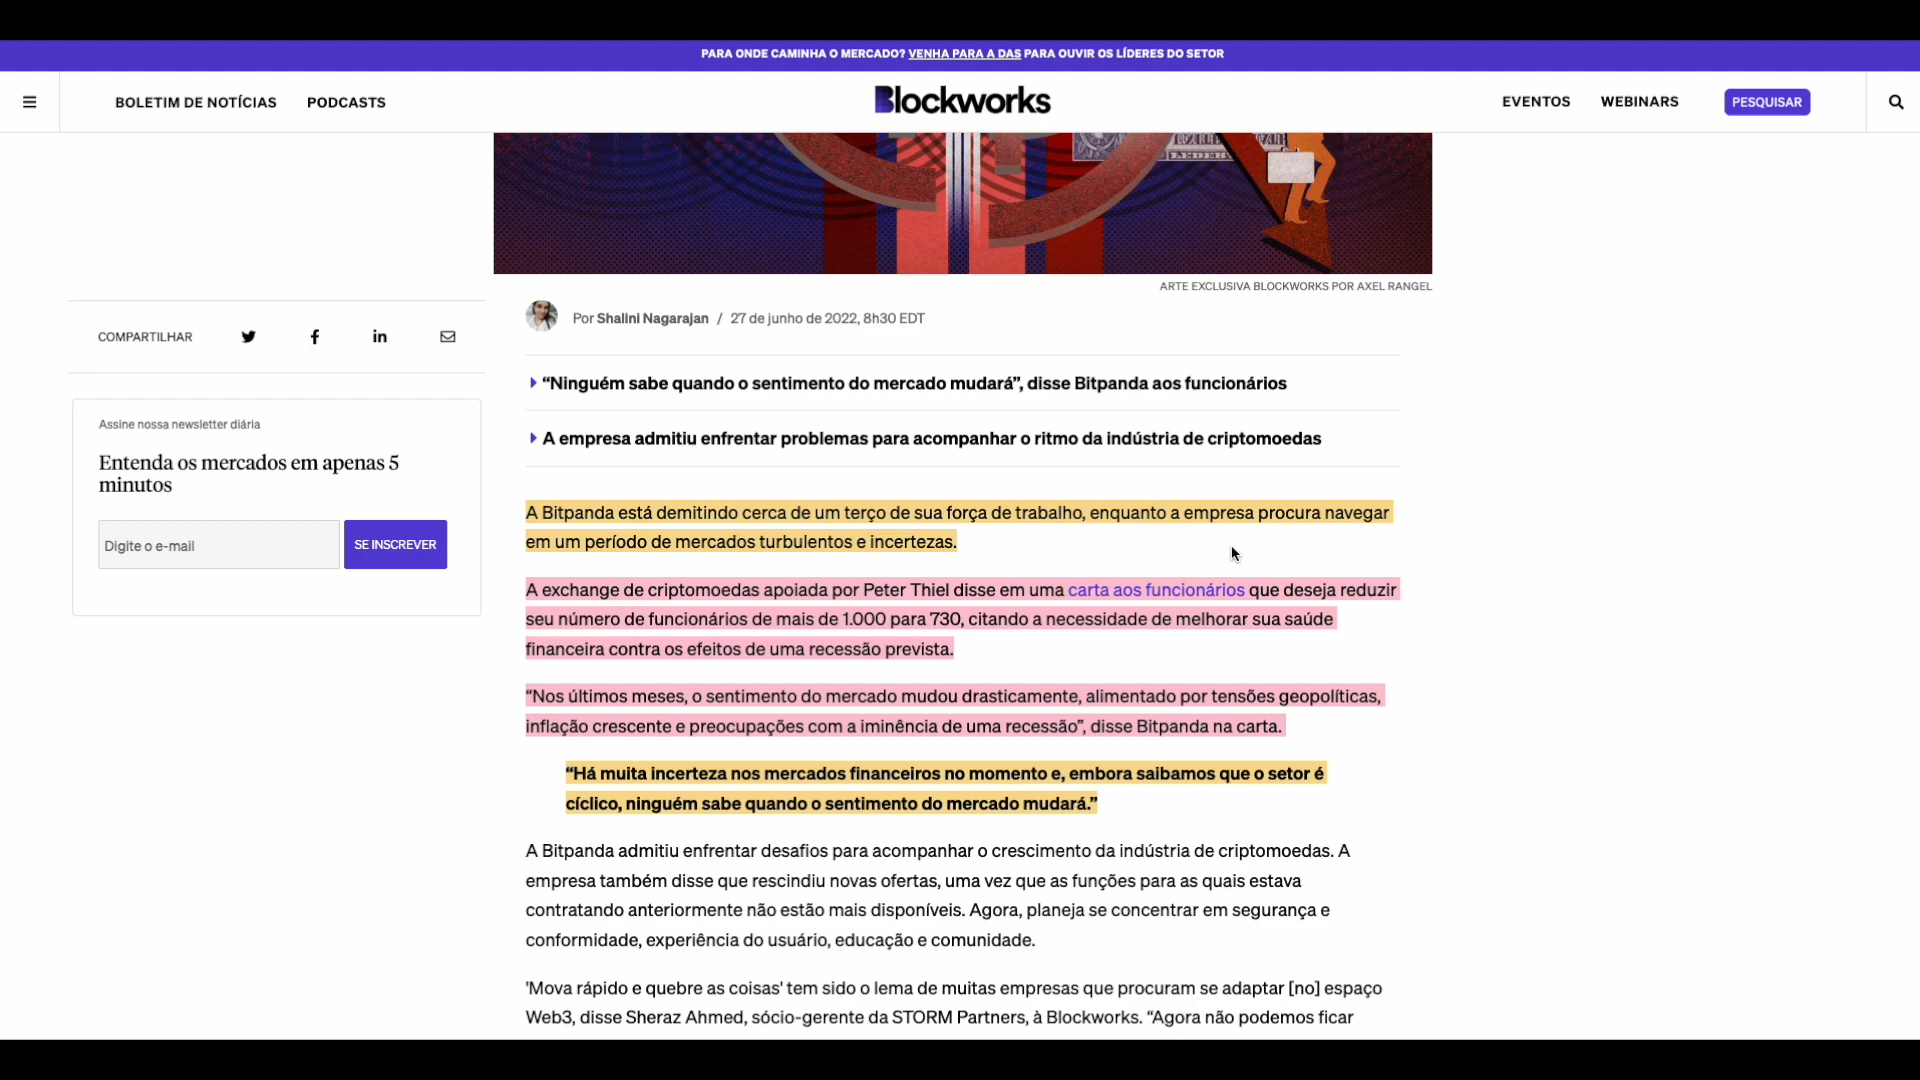 PARA ONDE CAMINHA O MERCADO? VENHA PARA A DAS PARA OUVIR OS LÍDERES DO SETOR
BOLETIM DE NOTÍCIAS PODCASTS
Blockworks
EVENTOS WEBINARS PESQUISAR
ARTE EXCLUSIVA BLOCKWORKS POR AXEL RANGEL
Por Shalini Nagarajan / 27 de junho de 2022, 8h30 EDT
COMPARTILHAR
Assine nossa newsletter diária
Entenda os mercados em apenas 5
minutos
Digite o e-mail
SE INSCREVER
“Ninguém sabe quando o sentimento do mercado mudará”, disse Bitpanda aos funcionários
A empresa admitiu enfrentar problemas para acompanhar o ritmo da indústria de criptomoedas
A Bitpanda está demitindo cerca de um terço de sua força de trabalho, enquanto a empresa procura navegar
em um período de mercados turbulentos e incertezas.
A exchange de criptomoedas apoiada por Peter Thiel disse em uma carta aos funcionários que deseja reduzir
seu número de funcionários de mais de 1.000 para 730, citando a necessidade de melhorar sua saúde
financeira contra os efeitos de uma recessão prevista.
“Nos últimos meses, o sentimento do mercado mudou drasticamente, alimentado por tensões geopolíticas,
inflação crescente e preocupações com a iminência de uma recessão”, disse Bitpanda na carta.
“Há muita incerteza nos mercados financeiros no momento e, embora saibamos que o setor é
cíclico, ninguém sabe quando o sentimento do mercado mudará.”
A Bitpanda admitiu enfrentar desafios para acompanhar o crescimento da indústria de criptomoedas. A
empresa também disse que rescindiu novas ofertas, uma vez que as funções para as quais estava
contratando anteriormente não estão mais disponíveis. Agora, planeja se concentrar em segurança e
conformidade, experiência do usuário, educação e comunidade.
'Mova rápido e quebre as coisas' tem sido o lema de muitas empresas que procuram se adaptar [no] espaço
Web3, disse Sheraz Ahmed, sócio-gerente da STORM Partners, à Blockworks. “Agora não podemos ficar